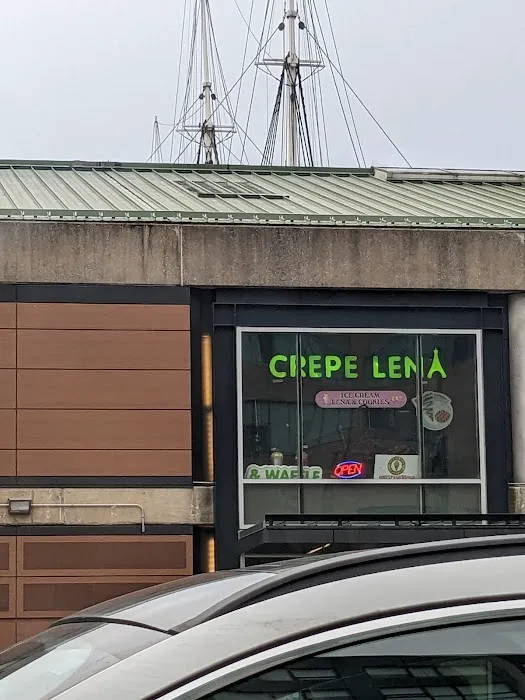 CREPE LENA
ICE CREAM
LENA & COOKIES
& WAFFLE
OPEN